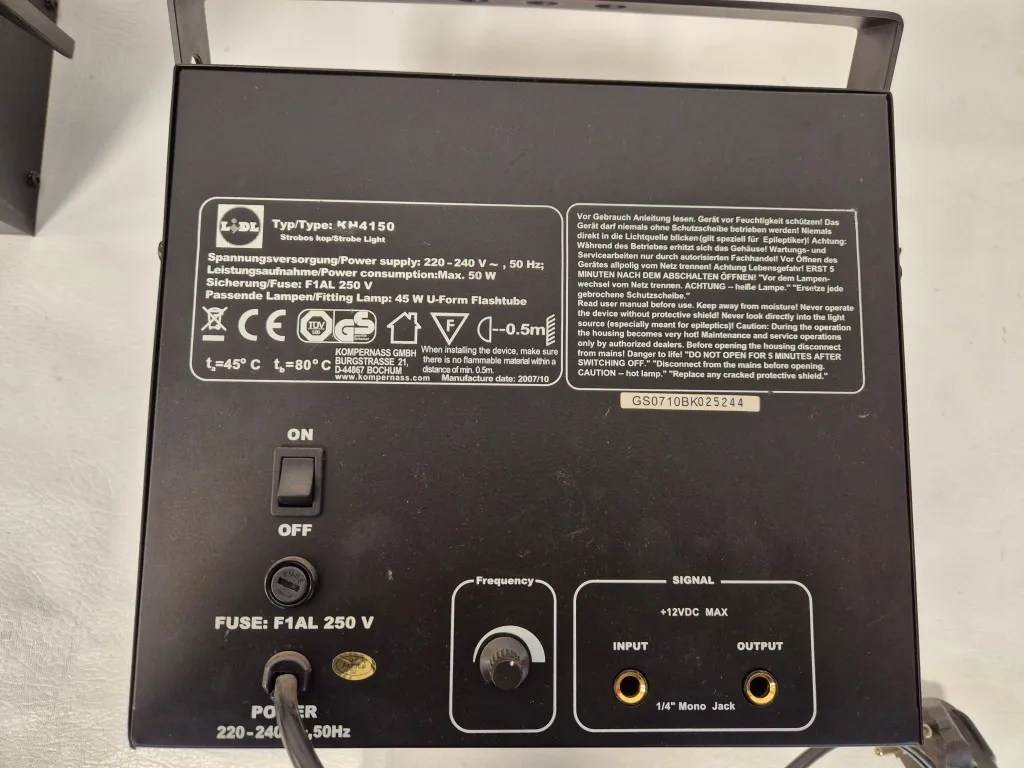 LIDL
Typ/Type: KH4150
Strobos kop/Strobe Light
Spannungsversorgung/Power supply: 220-240 V ~ , 50 Hz;
Leistungsaufnahme/Power consumption:Max. 50 W
Sicherung/Fuse: F1AL 250 V
Passende Lampen/Fitting Lamp: 45 W U-Form Flashtube
CE TÜV GS F --0.5m
tc=45° C tb=80° C
KOMPERNASS GMBH
BURGSTRASSE 21,
D-44867 BOCHUM
www.kompernass.com
When installing the device, make sure
there is no flammable material within a
distance of min. 0.5m.
Manufacture date: 2007/10
Vor Gebrauch Anleitung lesen. Gerät vor Feuchtigkeit schützen! Das
Gerät darf niemals ohne Schutzscheibe betrieben werden! Niemals
direkt in die Lichtquelle blicken (gilt speziell für Epileptiker)! Achtung:
Während des Betriebes erhitzt sich das Gehäuse! Wartungs- und
Servicearbeiten nur durch autorisierten Fachhandel! Vor Öffnen des
Gerätes allpolig vom Netz trennen! Achtung Lebensgefahr! ERST 5
MINUTEN NACH DEM ABSCHALTEN ÖFFNEN! "Vor dem Lampen-
wechsel vom Netz trennen. ACHTUNG -- heiße Lampe." "Ersetze jede
gebrochene Schutzscheibe."
Read user manual before use. Keep away from moisture! Never operate
the device without protective shield! Never look directly into the light
source (especially meant for epileptics)! Caution: During the operation
the housing becomes very hot! Maintenance and service operations
only by authorized dealers. Before opening the housing disconnect
from mains! Danger to life! "DO NOT OPEN FOR 5 MINUTES AFTER
SWITCHING OFF." "Disconnect from the mains before opening.
CAUTION -- hot lamp." "Replace any cracked protective shield."
GS0710BK025244
ON
OFF
FUSE: F1AL 250 V
220-240 ,50Hz
Frequency
SIGNAL
+12VDC MAX
INPUT
OUTPUT
1/4" Mono Jack